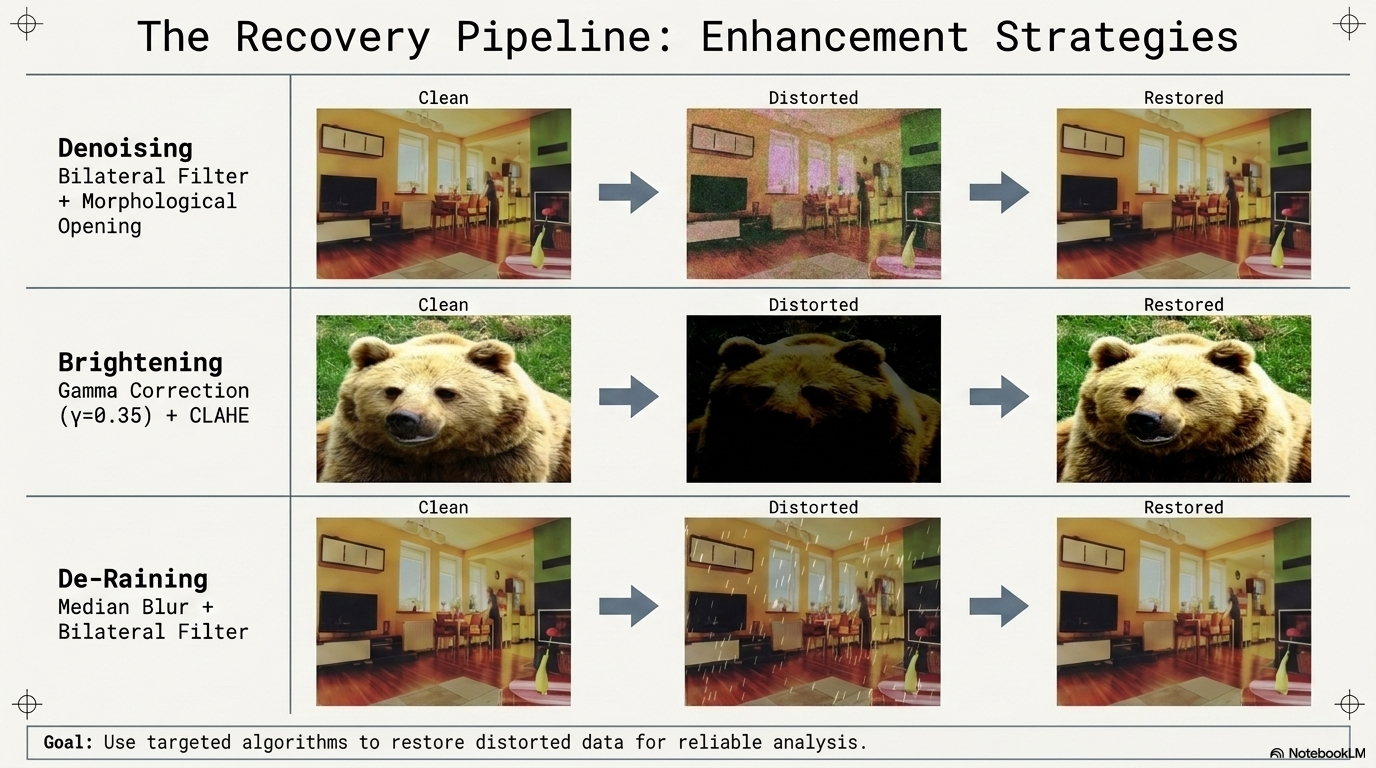 The Recovery Pipeline: Enhancement Strategies
Denoising
Bilateral Filter
+ Morphological
Opening
Clean
Distorted
Restored
Brightening
Gamma Correction
(γ=0.35) + CLAHE
Clean
Distorted
Restored
De-Raining
Median Blur +
Bilateral Filter
Clean
Distorted
Restored
Goal: Use targeted algorithms to restore distorted data for reliable analysis.
NotebookLM